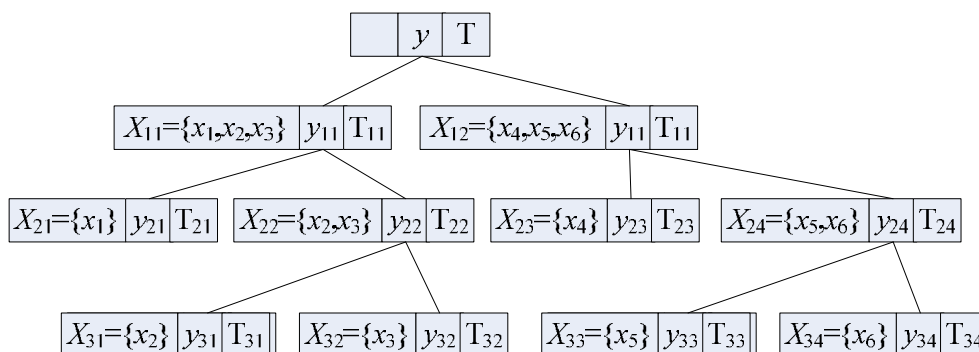 y T
X₁₁={x₁,x₂,x₃} y₁₁ T₁₁ X₁₂={x₄,x₅,x₆} y₁₁ T₁₁
X₂₁={x₁} y₂₁ T₂₁ X₂₂={x₂,x₃} y₂₂ T₂₂ X₂₃={x₄} y₂₃ T₂₃ X₂₄={x₅,x₆} y₂₄ T₂₄
X₃₁={x₂} y₃₁ T₃₁ X₃₂={x₃} y₃₂ T₃₂ X₃₃={x₅} y₃₃ T₃₃ X₃₄={x₆} y₃₄ T₃₄